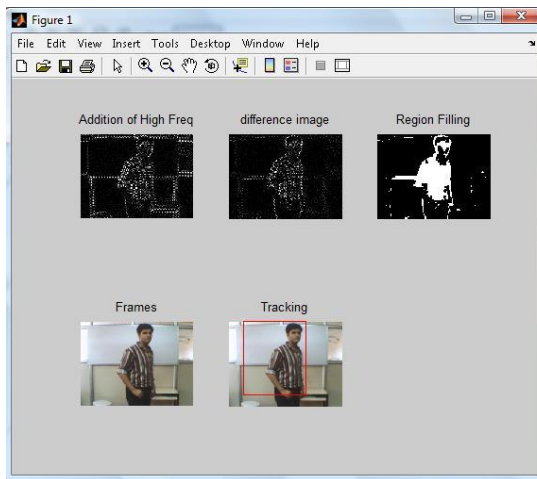 Figure 1
File Edit View Insert Tools Desktop Window Help
Addition of High Freq difference image Region Filling
Frames Tracking